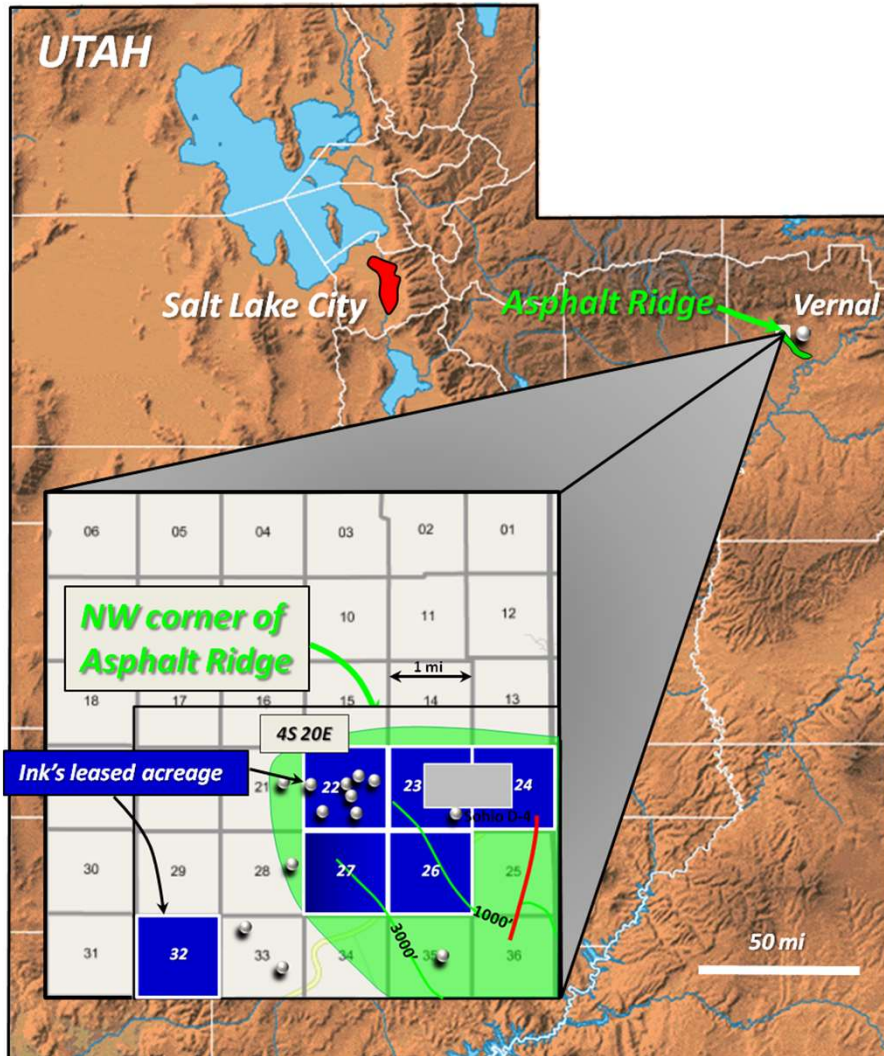 UTAH
Salt Lake City
Asphalt Ridge
Vernal
06 05 04 03 02 01
NW corner of
Asphalt Ridge
10 11 12
1 mi
18 17 16 15 14 13
4S 20E
Ink's leased acreage
21 22 23 24
Sohio D-4
30 29 28 27 26 25
1000'
3000'
31 32 33 34 35 36
50 mi